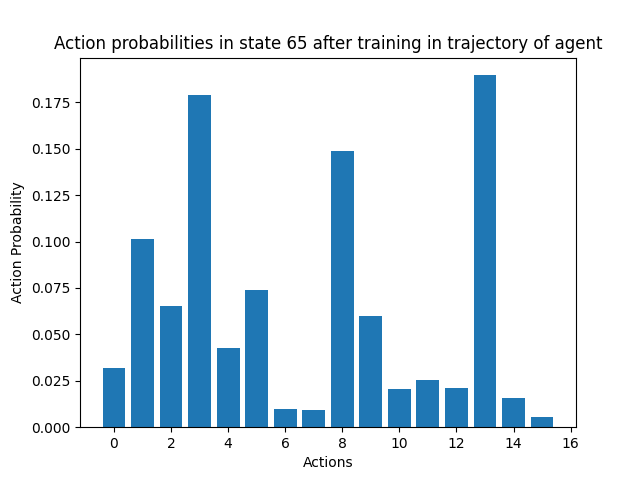 Action probabilities in state 65 after training in trajectory of agent
0.175
0.150
0.125
0.100
0.075
0.050
0.025
0.000
Action Probability
0 2 4 6 8 10 12 14 16
Actions